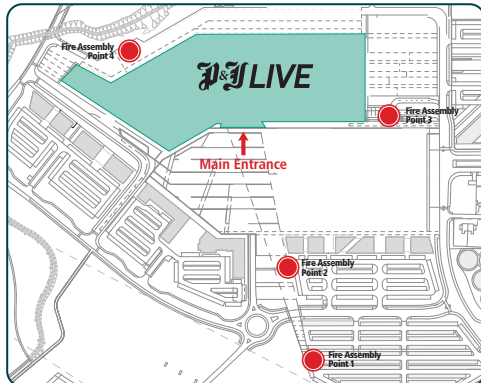 Fire Assembly
Point 4
P&J LIVE
Fire Assembly
Point 3
Main Entrance
Fire Assembly
Point 2
Fire Assembly
Point 1